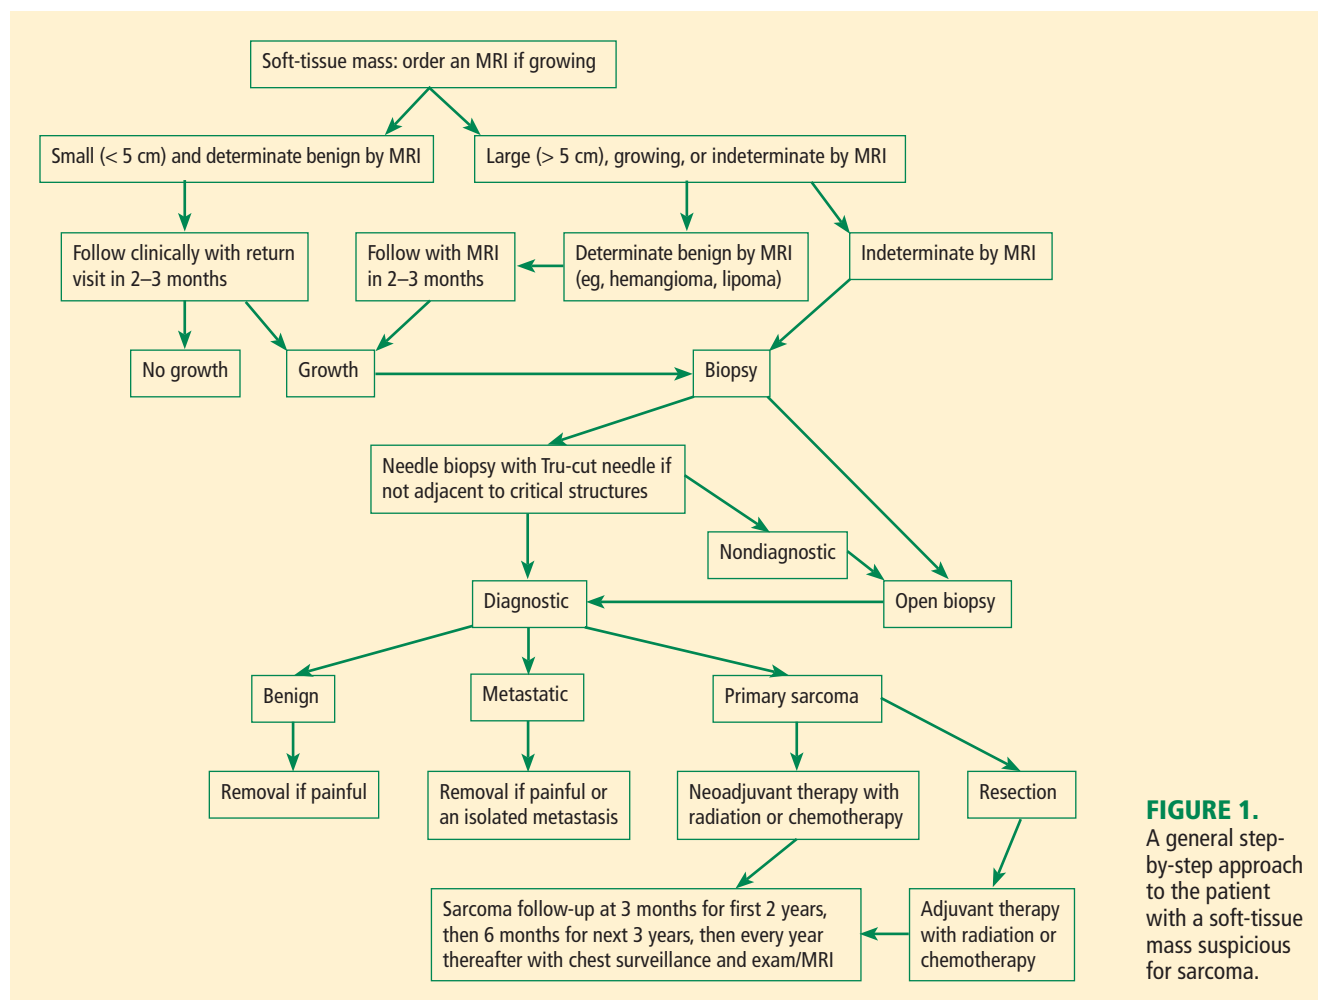 Soft-tissue mass: order an MRI if growing
Small (< 5 cm) and determinate benign by MRI
Large (> 5 cm), growing, or indeterminate by MRI
Follow clinically with return
visit in 2–3 months
Follow with MRI
in 2–3 months
Determinate benign by MRI
(eg, hemangioma, lipoma)
Indeterminate by MRI
No growth
Growth
Biopsy
Needle biopsy with Tru-cut needle if
not adjacent to critical structures
Nondiagnostic
Diagnostic
Open biopsy
Benign
Metastatic
Primary sarcoma
Removal if painful
Removal if painful or
an isolated metastasis
Neoadjuvant therapy with
radiation or chemotherapy
Resection
Sarcoma follow-up at 3 months for first 2 years,
then 6 months for next 3 years, then every year
thereafter with chest surveillance and exam/MRI
Adjuvant therapy
with radiation or
chemotherapy
FIGURE 1.
A general step-
by-step approach
to the patient
with a soft-tissue
mass suspicious
for sarcoma.